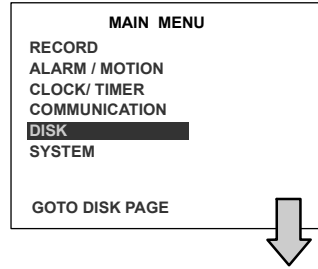 MAIN MENU
RECORD
ALARM / MOTION
CLOCK/ TIMER
COMMUNICATION
DISK
SYSTEM
GOTO DISK PAGE